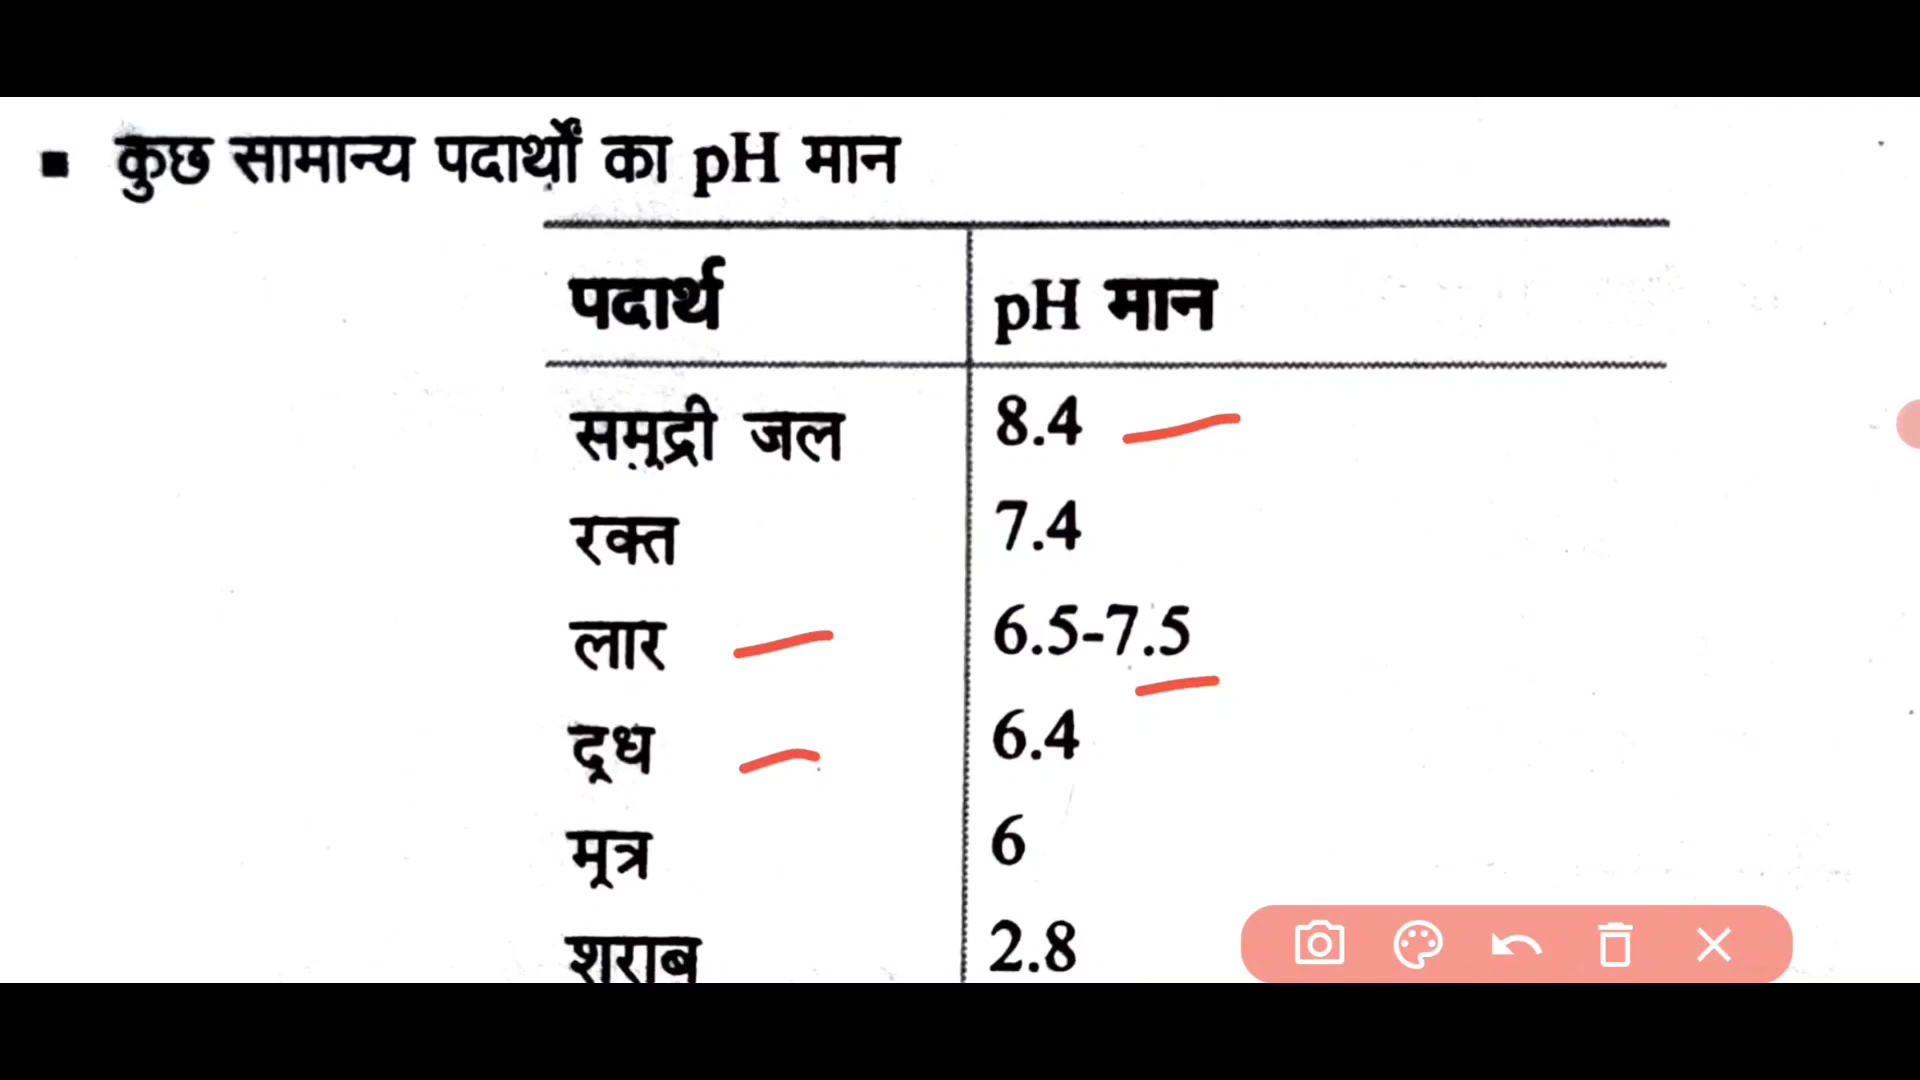 ▪ कुछ सामान्य पदार्थों का pH मान
पदार्थ pH मान
समुद्री जल 8.4
रक्त 7.4
लार 6.5-7.5
दूध 6.4
मूत्र 6
शराब 2.8